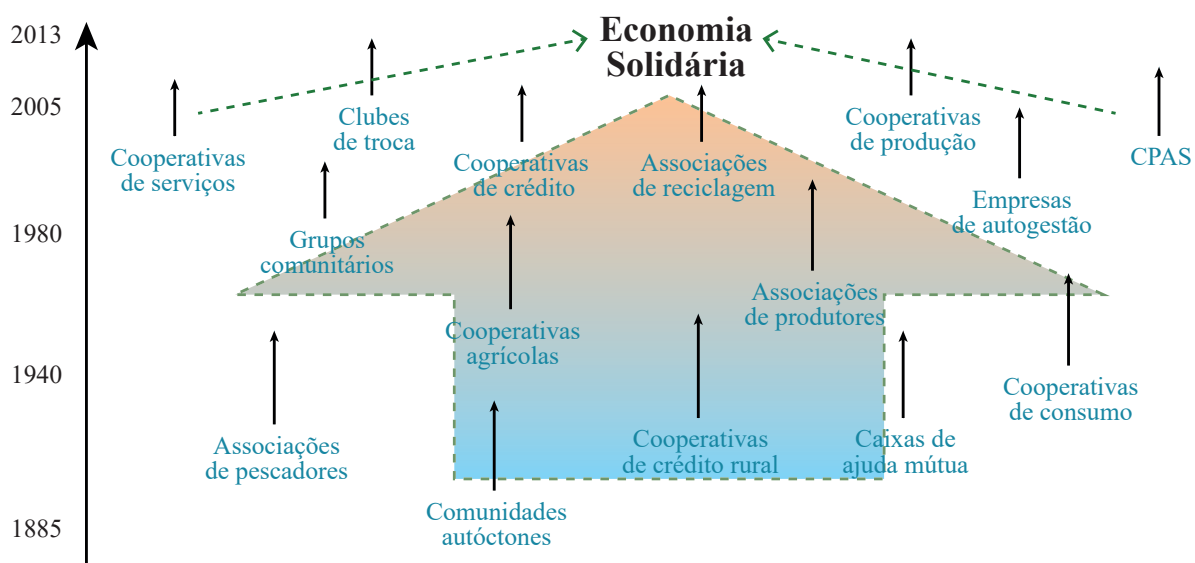 2013
Economia
Solidária
2005
Clubes
de troca
Cooperativas
de produção
Cooperativas
de serviços
Cooperativas
de crédito
Associações
de reciclagem
CPAS
Empresas
de autogestão
1980
Grupos
comunitários
Associações
de produtores
Cooperativas
agrícolas
1940
Cooperativas
de consumo
Associações
de pescadores
Cooperativas
de crédito rural
Caixas de
ajuda mútua
Comunidades
autóctones
1885